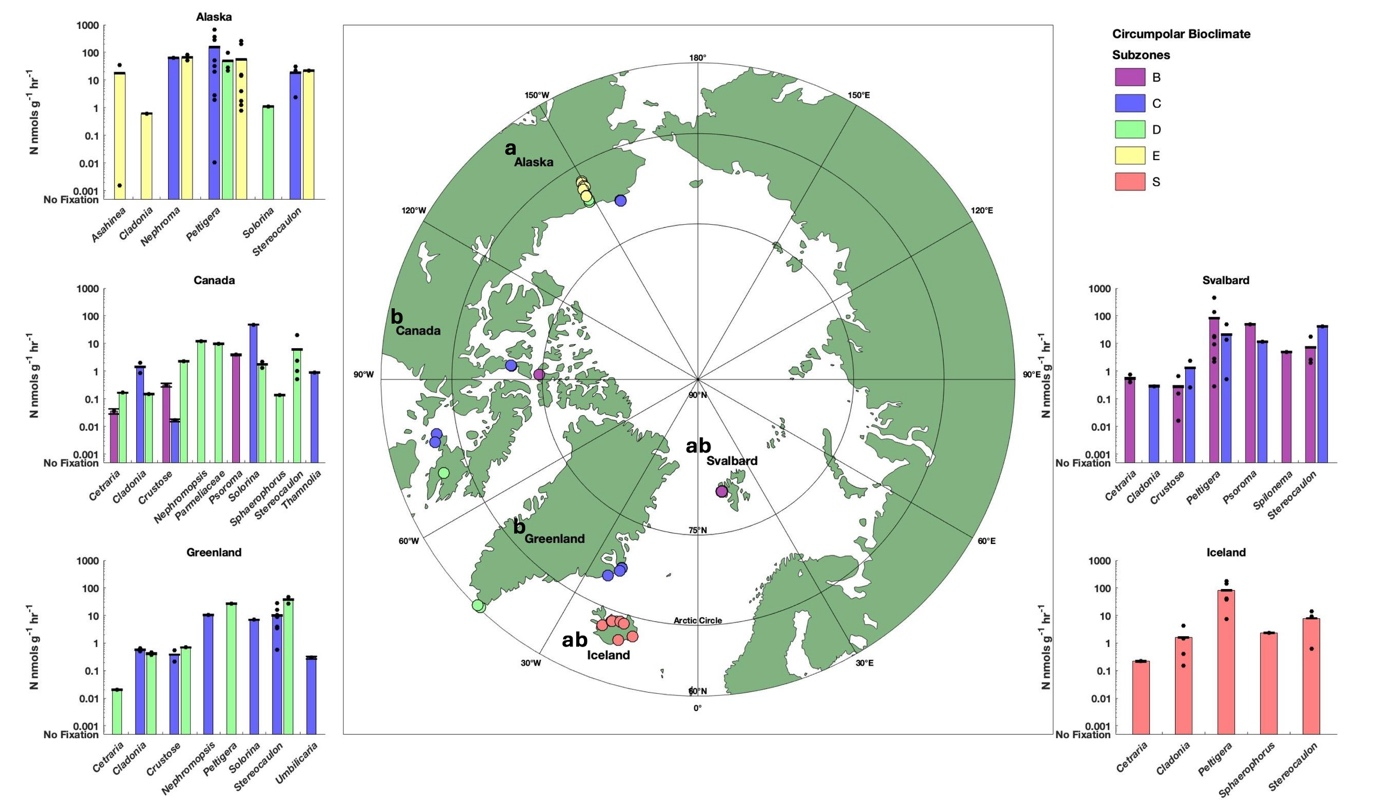 Alaska
N nmols g⁻¹ hr⁻¹
1000
100
10
1
0.1
0.01
0.001
No Fixation
Asahinea
Cladonia
Nephroma
Peltigera
Solorina
Stereocaulon
Canada
N nmols g⁻¹ hr⁻¹
1000
100
10
1
0.1
0.01
0.001
No Fixation
Cetraria
Cladonia
Crustose
Nephromopsis
Parmeliaceae
Psoroma
Solorina
Sphaerophorus
Stereocaulon
Thamnolia
Greenland
N nmols g⁻¹ hr⁻¹
1000
100
10
1
0.1
0.01
0.001
No Fixation
Cetraria
Cladonia
Crustose
Nephromopsis
Peltigera
Solorina
Stereocaulon
Umbilicaria
180°
150°W
150°E
a
Alaska
120°W
120°E
b
Canada
90°W
90°E
90°N
ab
Svalbard
b
Greenland
75°N
60°W
60°E
Arctic Circle
ab
Iceland
30°W
30°E
60°N
0°
Circumpolar Bioclimate
Subzones
B
C
D
E
S
Svalbard
N nmols g⁻¹ hr⁻¹
1000
100
10
1
0.1
0.01
0.001
No Fixation
Cetraria
Cladonia
Crustose
Peltigera
Psoroma
Spilonema
Stereocaulon
Iceland
N nmols g⁻¹ hr⁻¹
1000
100
10
1
0.1
0.01
0.001
No Fixation
Cetraria
Cladonia
Peltigera
Sphaerophorus
Stereocaulon